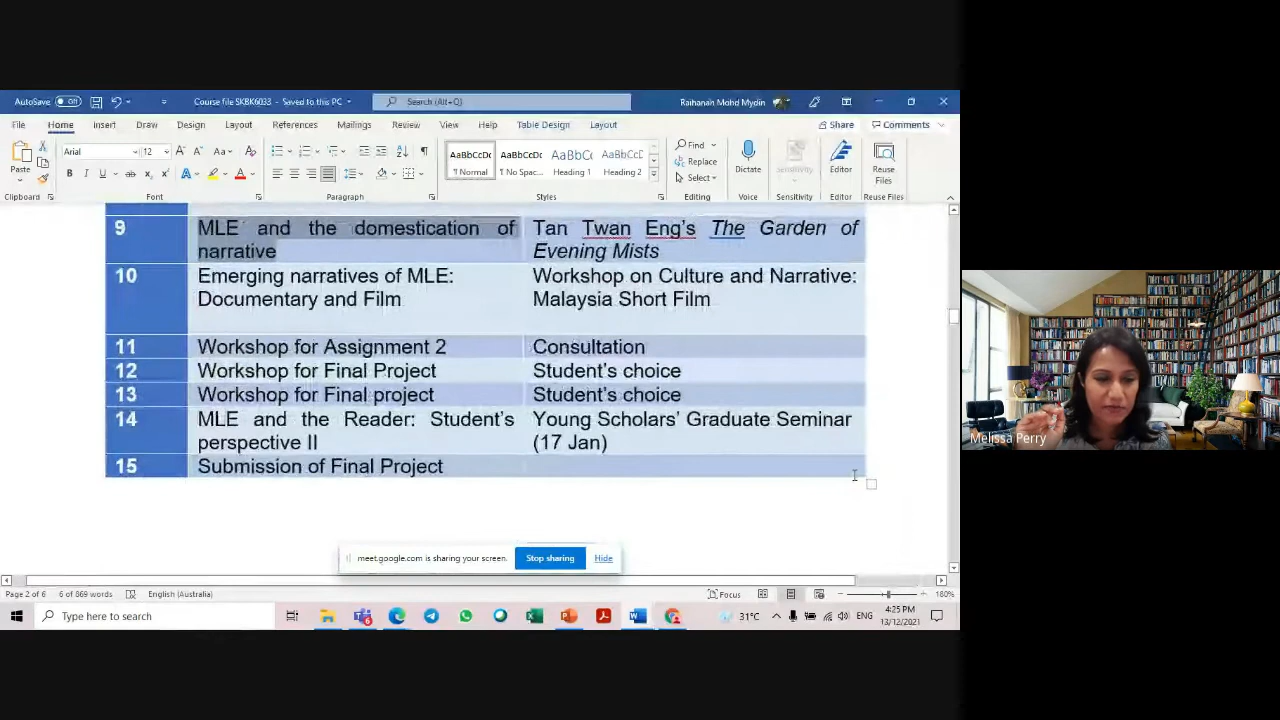 AutoSave Off Course file SKBK6033 - Saved to this PC Search (Alt+Q) Raihanah Mohd Mydin
File Home Insert Draw Design Layout References Mailings Review View Help Table Design Layout Share Comments
Paste Arial 12 Aa AaBbCcDc AaBbCcDc AaBbCc AaBbCcD Find Replace Select Dictate Sensitivity Editor Reuse Files
¶ Normal ¶ No Spac... Heading 1 Heading 2
Clipboard Font Paragraph Styles Editing Voice Sensitivity Editor Reuse Files
9 MLE and the domestication of Tan Twan Eng's The Garden of
narrative Evening Mists
10 Emerging narratives of MLE: Workshop on Culture and Narrative:
Documentary and Film Malaysia Short Film
11 Workshop for Assignment 2 Consultation
12 Workshop for Final Project Student's choice
13 Workshop for Final project Student's choice
14 MLE and the Reader: Student's Young Scholars' Graduate Seminar
perspective II (17 Jan)
15 Submission of Final Project
Melissa Perry
meet.google.com is sharing your screen. Stop sharing Hide
Page 2 of 6 6 of 869 words English (Australia) Focus 180%
Type here to search 31°C ENG 4:25 PM
13/12/2021